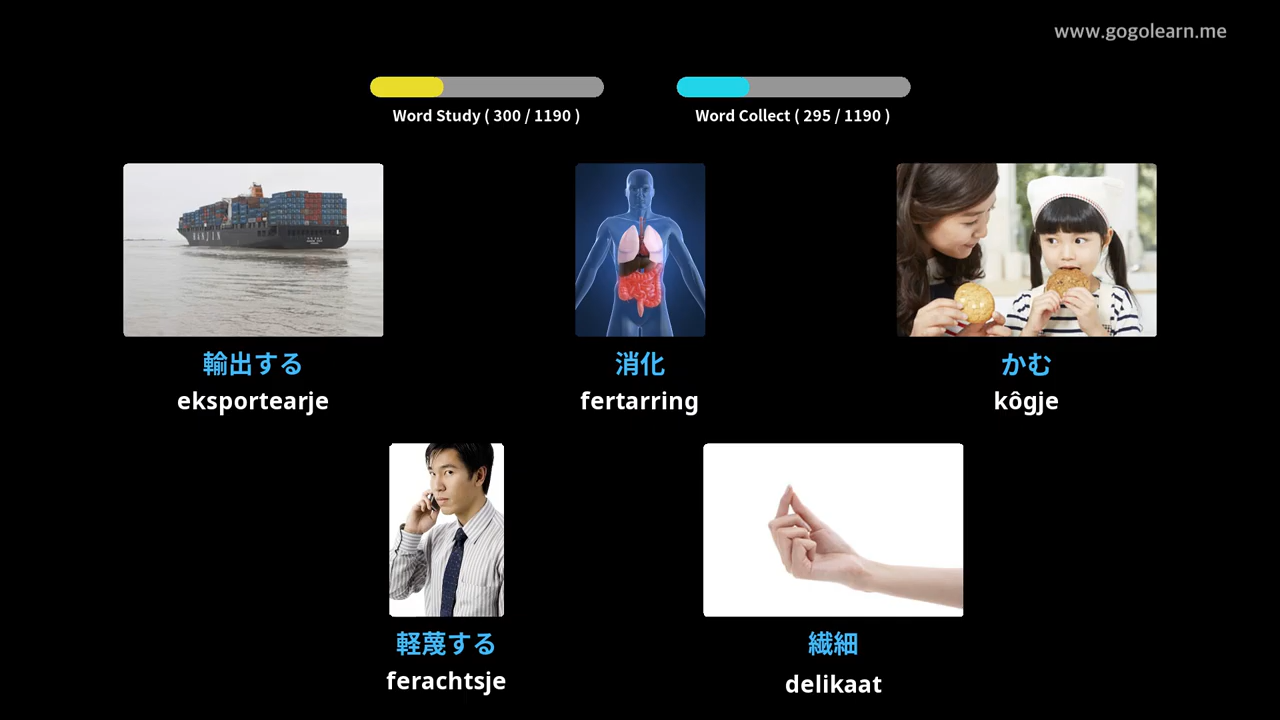 www.gogolearn.me
Word Study ( 300 / 1190 )
Word Collect ( 295 / 1190 )
HANJIN
輸出する
消化
かむ
eksportearje
fertarring
kôgje
軽蔑する
繊細
ferachtsje
delikaat